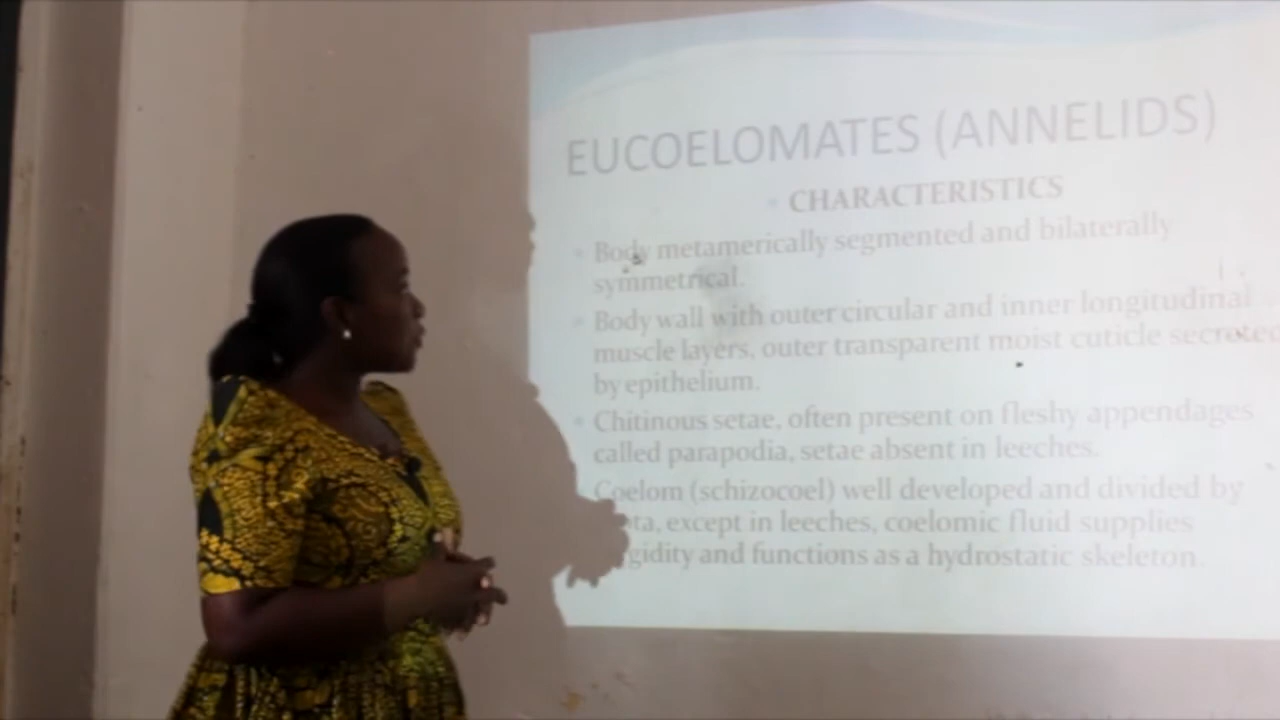 EUCOELOMATES (ANNELIDS)
CHARACTERISTICS
Body metamerically segmented and bilaterally
symmetrical.
Body wall with outer circular and inner longitudinal
muscle layers, outer transparent moist cuticle secreted
by epithelium.
Chitinous setae, often present on fleshy appendages
called parapodia, setae absent in leeches.
Coelom (schizocoel) well developed and divided by
except in leeches, coelomic fluid supplies
and functions as a hydrostatic skeleton.